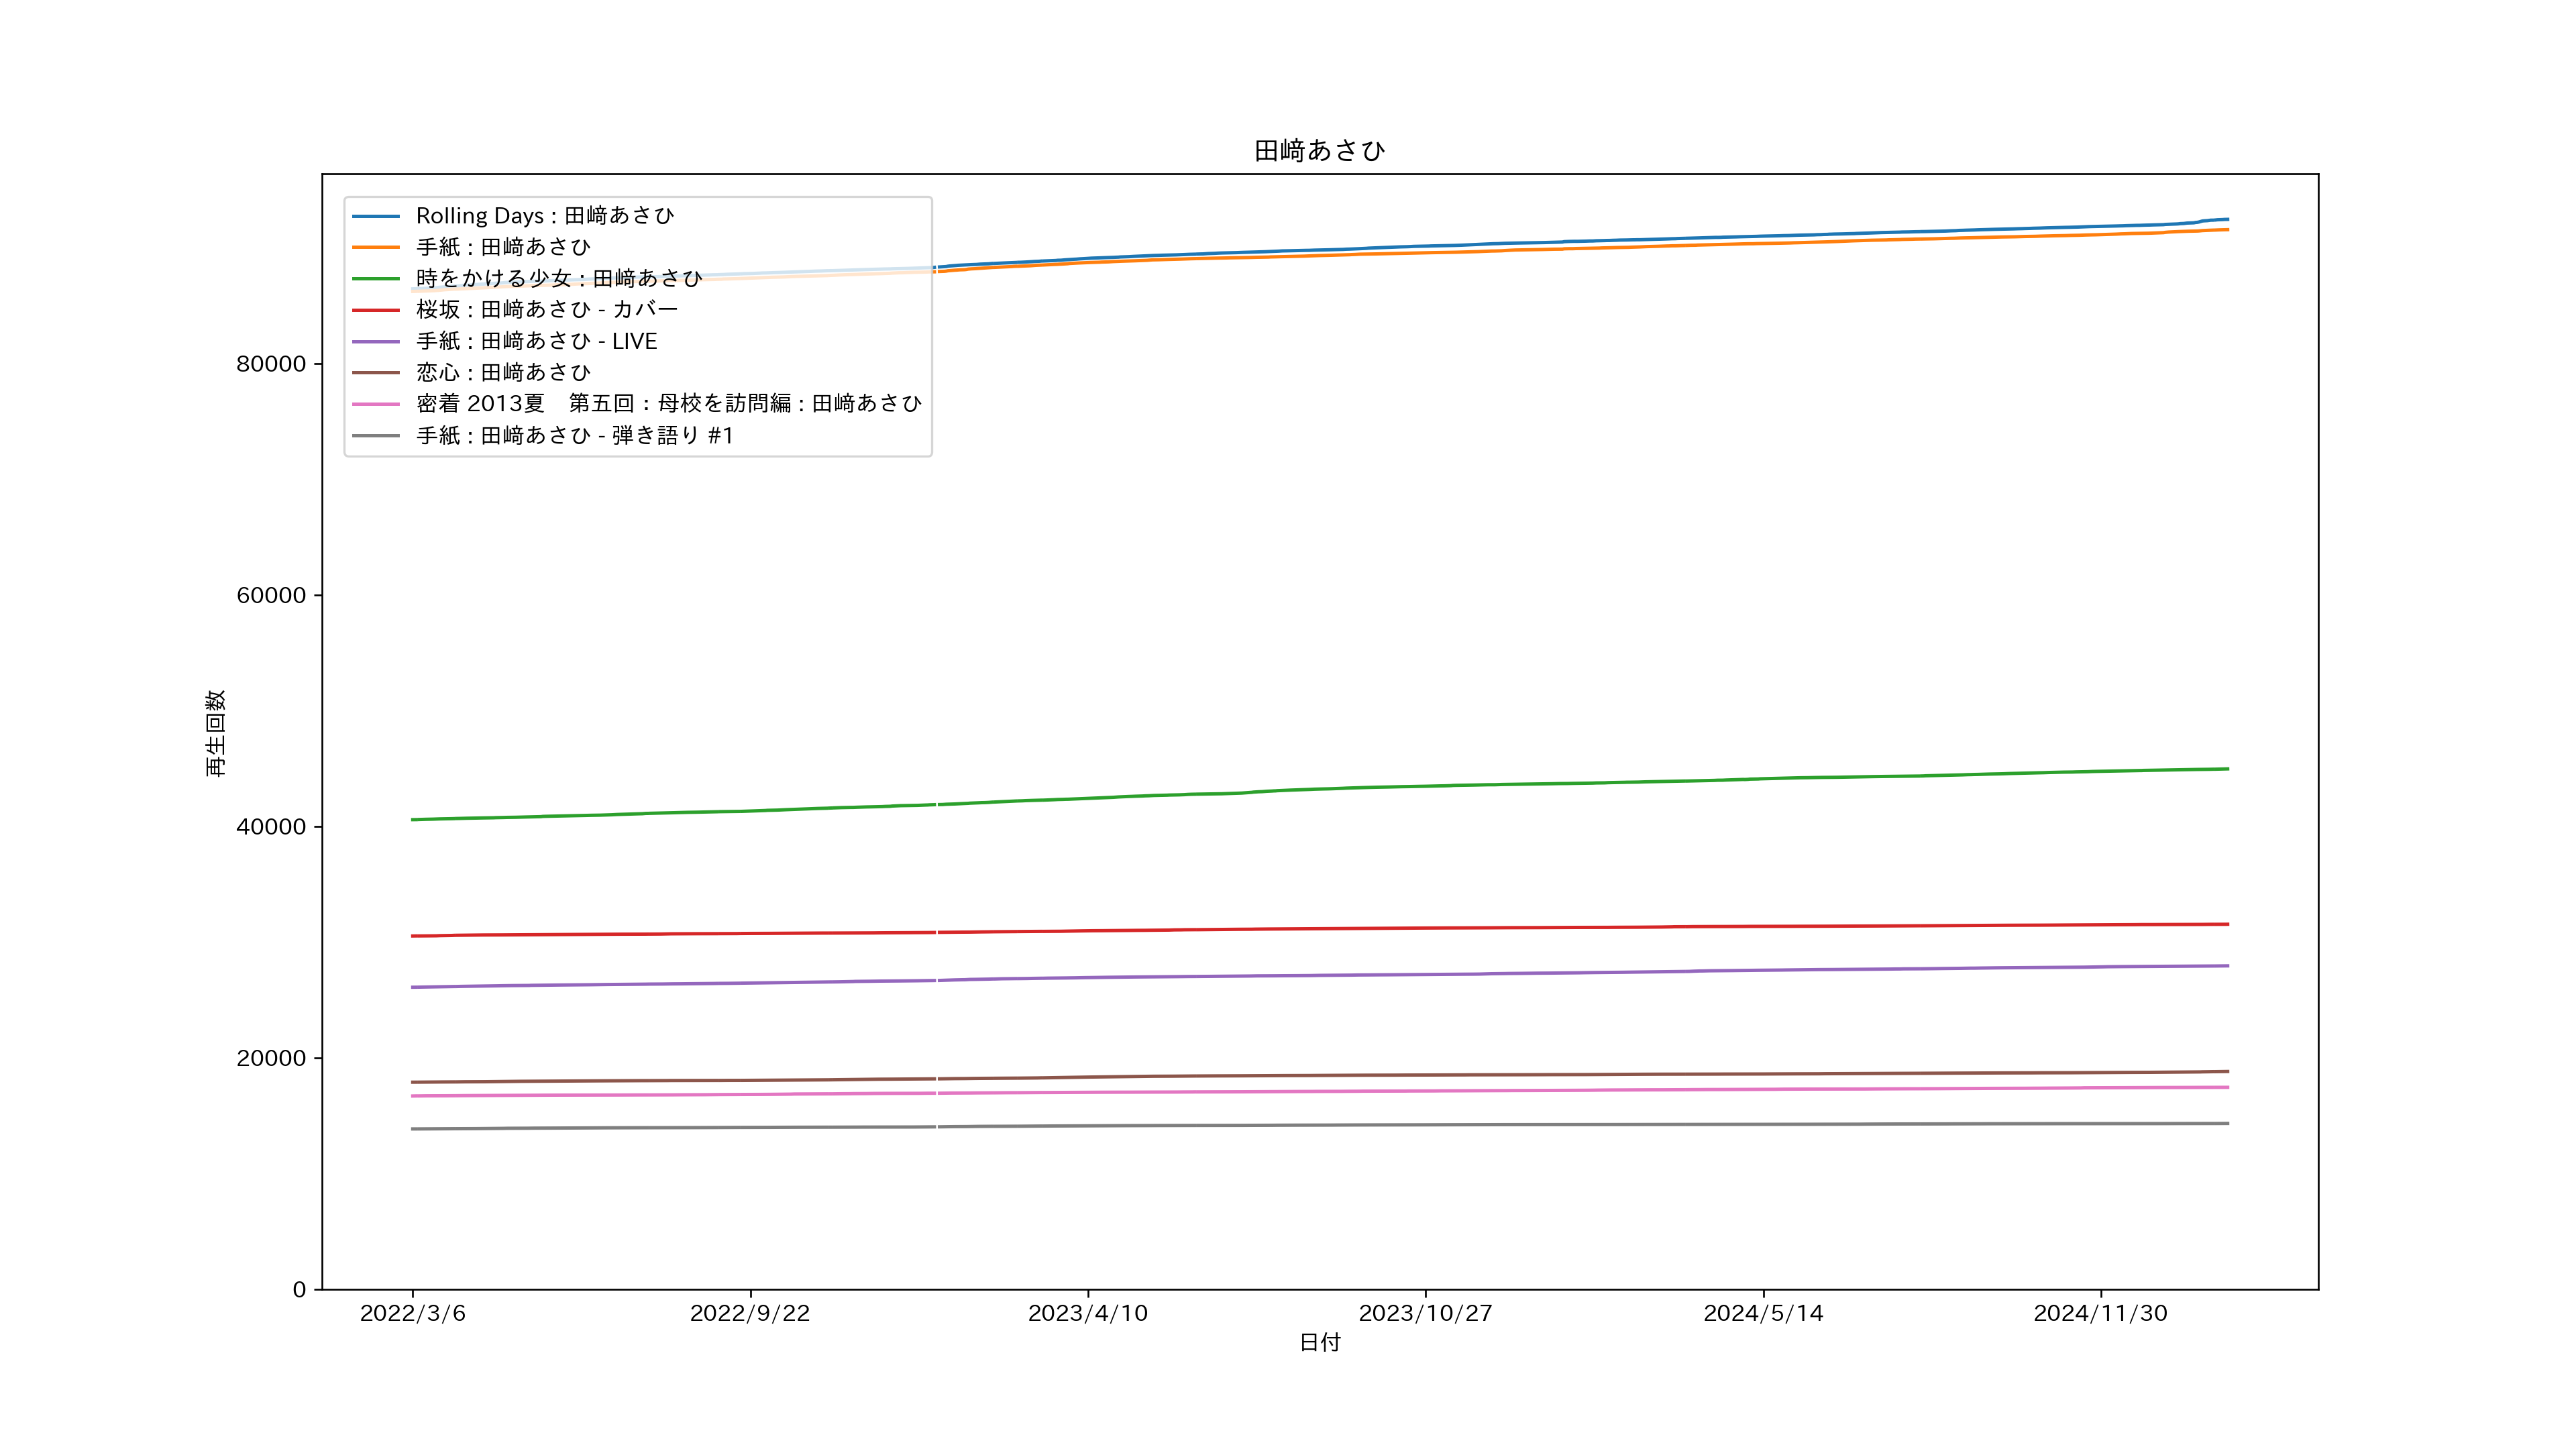 田﨑あさひ
Rolling Days : 田﨑あさひ
手紙 : 田﨑あさひ
時をかける少女 : 田﨑あさひ
桜坂 : 田﨑あさひ - カバー
手紙 : 田﨑あさひ - LIVE
恋心 : 田﨑あさひ
密着 2013夏　第五回：母校を訪問編 : 田﨑あさひ
手紙 : 田﨑あさひ - 弾き語り #1
再生回数
80000
60000
40000
20000
0
2022/3/6 2022/9/22 2023/4/10 2023/10/27 2024/5/14 2024/11/30
日付